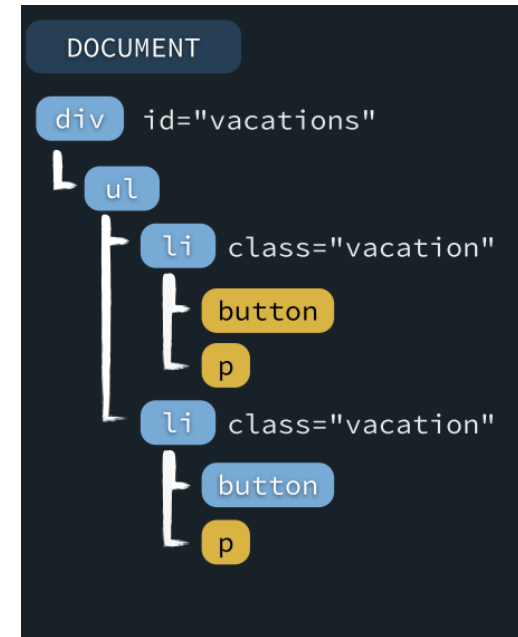 DOCUMENT
div id="vacations"
ul
li class="vacation"
button
p
li class="vacation"
button
p